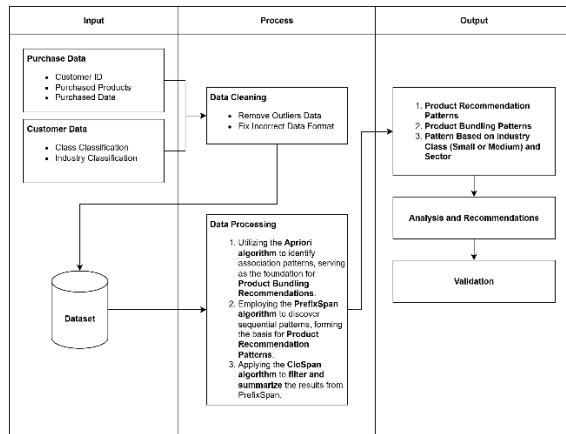 Input
Process
Output
Purchase Data
• Customer ID
• Purchased Products
• Purchased Date
Customer Data
• Class Classification
• Industry Classification
Data Cleaning
• Remove Outliers Data
• Fix Incorrect Data Format
Dataset
Data Processing
1. Utilizing the Apriori
algorithm to identify
association patterns, serving
as the foundation for
Product Bundling
Recommendations.
2. Employing the PrefixSpan
algorithm to discover
sequential patterns, forming
the basis for Product
Recommendation
Patterns.
3. Applying the CloSpan
algorithm to filter and
summarize the results from
PrefixSpan.
1. Product Recommendation
Patterns
2. Product Bundling Patterns
3. Pattern Based on Industry
Class (Small or Medium) and
Sector
Analysis and Recommendations
Validation